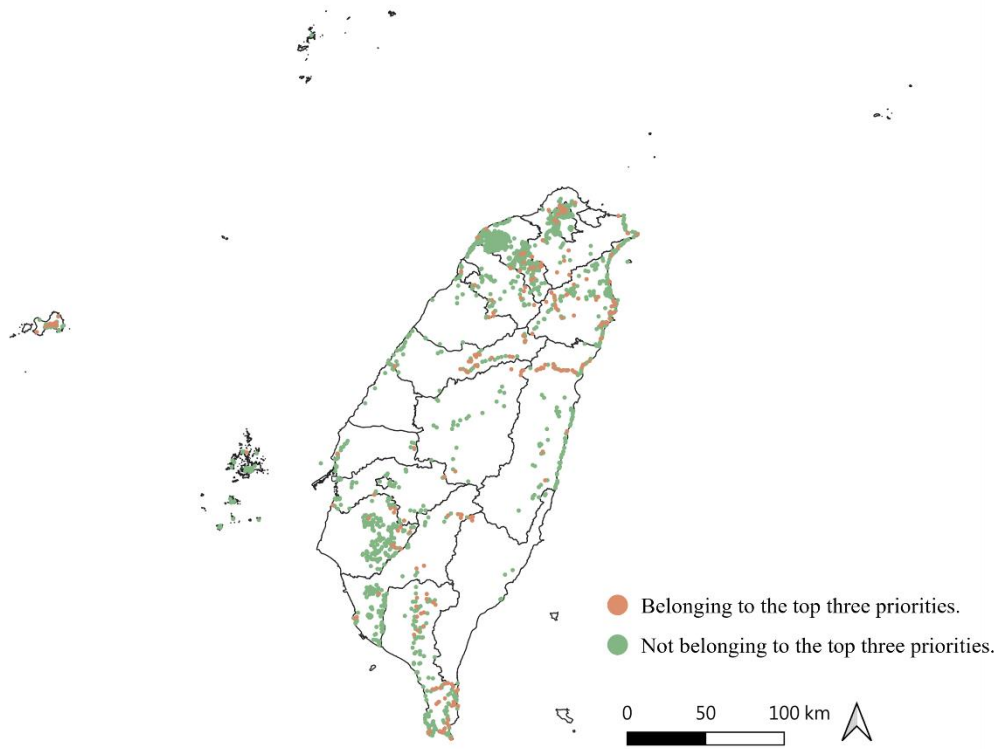 Belonging to the top three priorities.
Not belonging to the top three priorities.
0 50 100 km